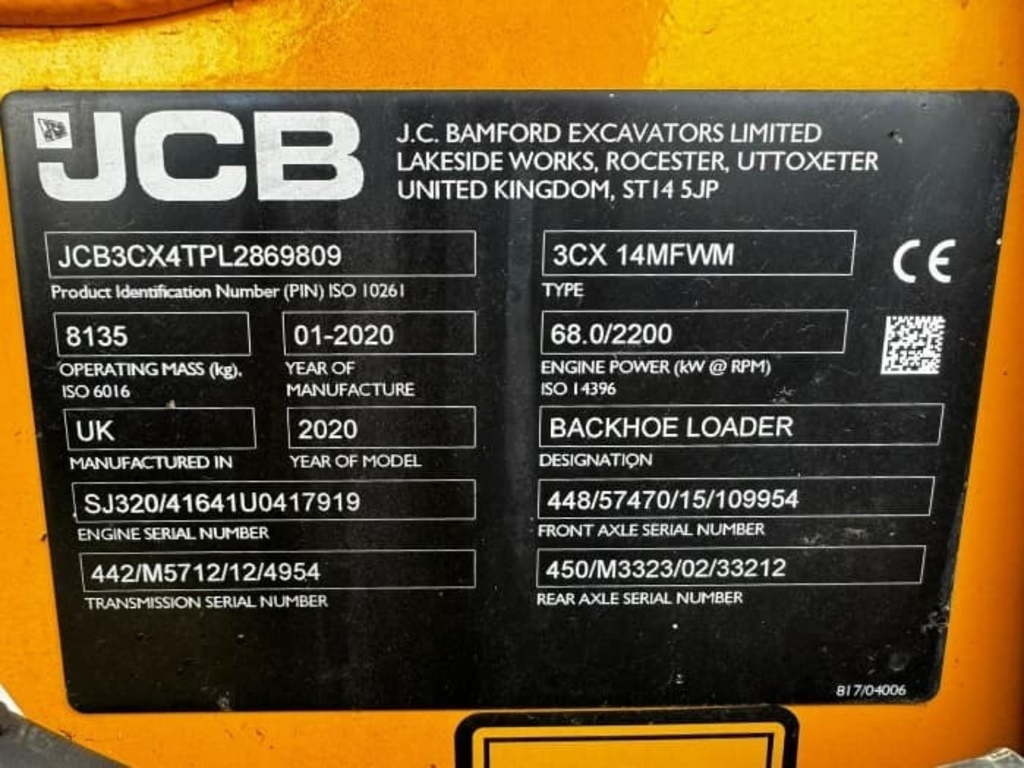 JCB
J.C. BAMFORD EXCAVATORS LIMITED
LAKESIDE WORKS, ROCESTER, UTTOXETER
UNITED KINGDOM, ST14 5JP
JCB3CX4TPL2869809
Product Identification Number (PIN) ISO 10261
3CX 14MFWM
TYPE
CE
8135
OPERATING MASS (kg),
ISO 6016
01-2020
YEAR OF
MANUFACTURE
68.0/2200
ENGINE POWER (kW @ RPM)
ISO 14396
UK
MANUFACTURED IN
2020
YEAR OF MODEL
BACKHOE LOADER
DESIGNATION
SJ320/41641U0417919
ENGINE SERIAL NUMBER
448/57470/15/109954
FRONT AXLE SERIAL NUMBER
442/M5712/12/4954
TRANSMISSION SERIAL NUMBER
450/M3323/02/33212
REAR AXLE SERIAL NUMBER
817/04006